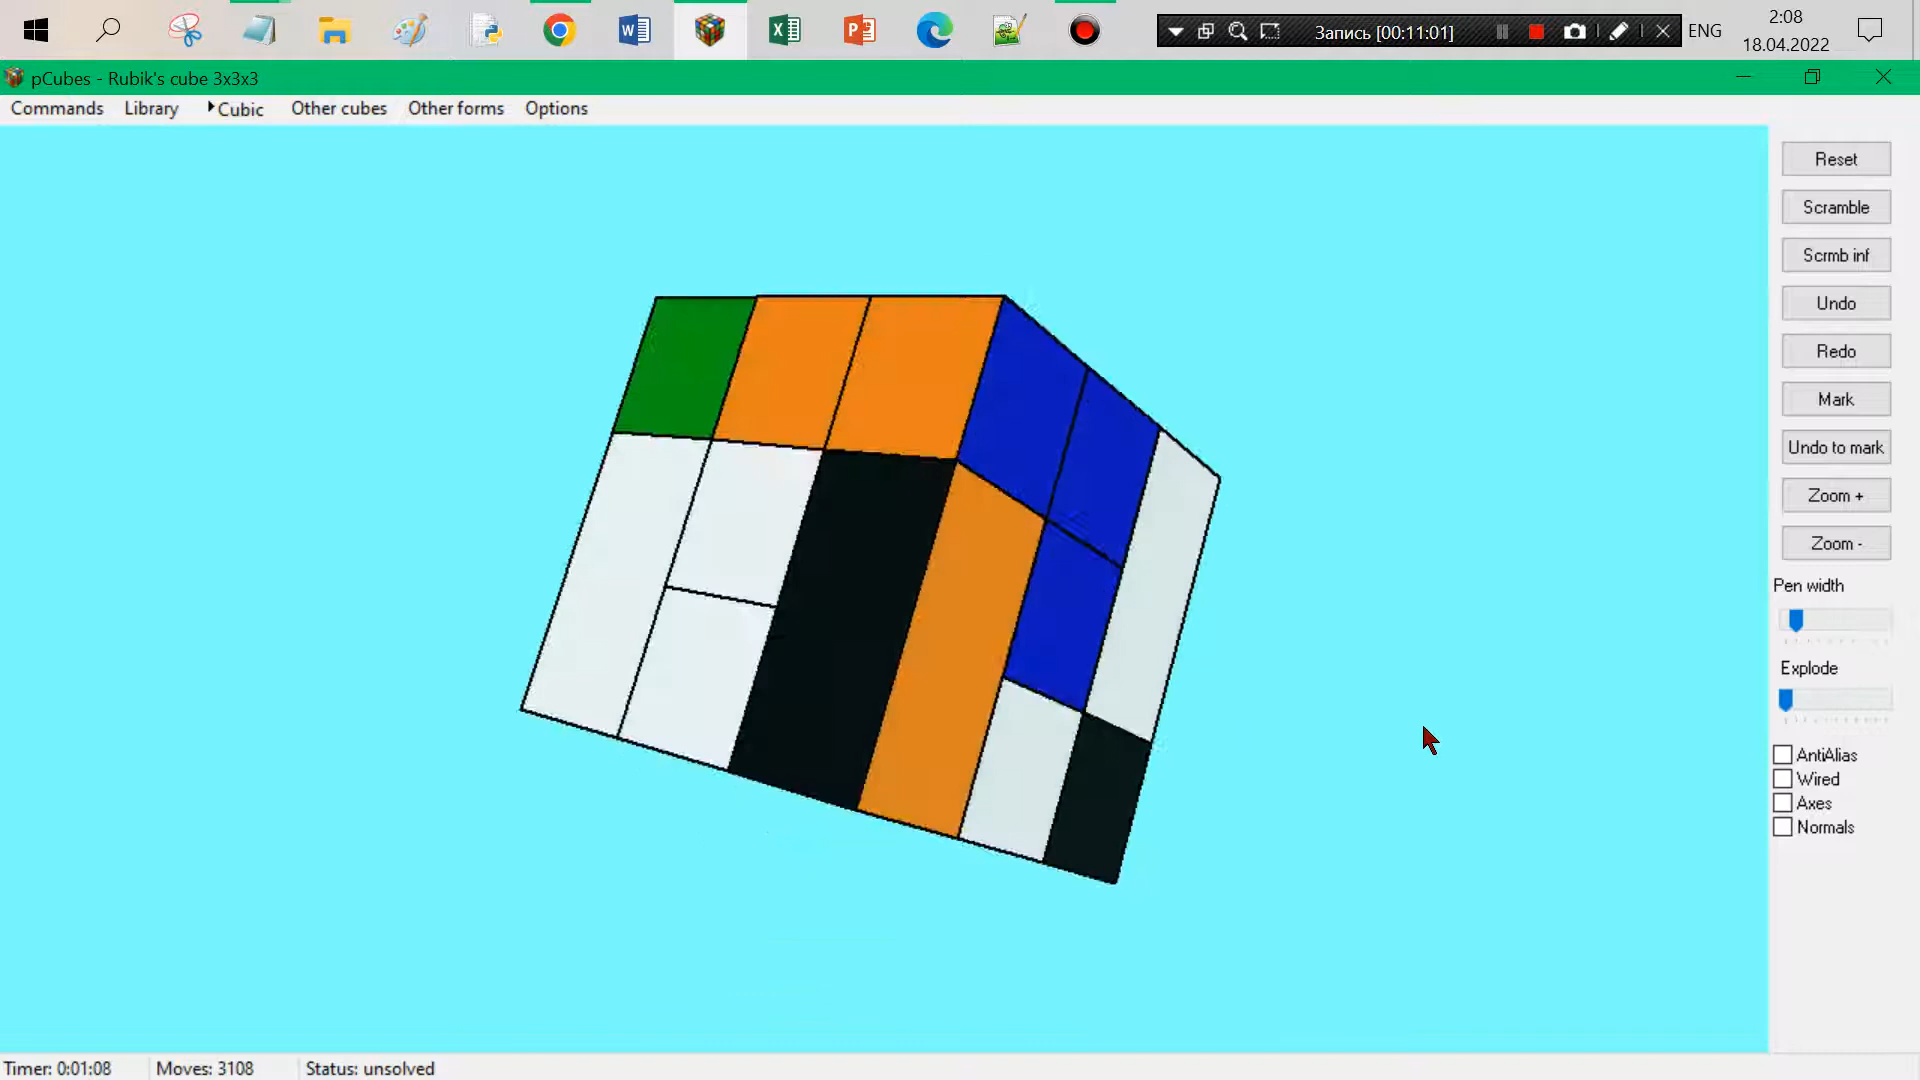 Запись [00:11:01]
ENG
2:08
18.04.2022
pCubes - Rubik's cube 3x3x3
Commands Library Cubic Other cubes Other forms Options
Reset
Scramble
Scrmb inf
Undo
Redo
Mark
Undo to mark
Zoom +
Zoom -
Pen width
Explode
AntiAlias
Wired
Axes
Normals
Timer: 0:01:08 Moves: 3108 Status: unsolved